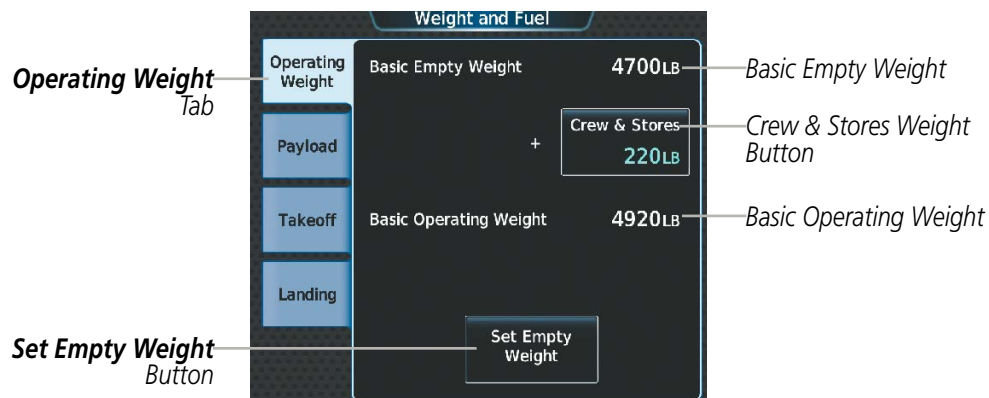 Weight and Fuel
Operating Weight
Tab
Operating
Weight
Basic Empty Weight
4700LB
Basic Empty Weight
Payload
+
Crew & Stores
220LB
Crew & Stores Weight
Button
Takeoff
Basic Operating Weight
4920LB
Basic Operating Weight
Landing
Set Empty Weight
Button
Set Empty
Weight